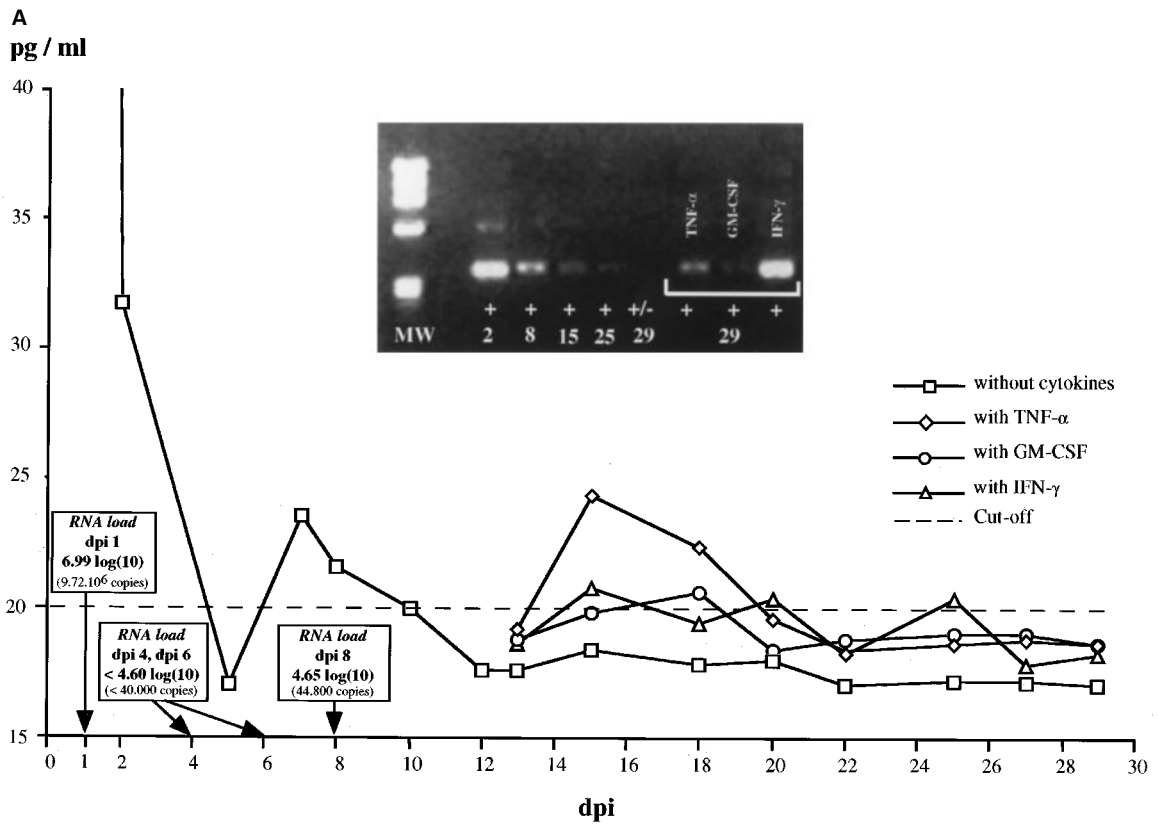 A
pg / ml
40
35
30
25
20
15
TNF-α
GM-CSF
IFN-γ
+ + + + +/- + + +
MW 2 8 15 25 29 29
without cytokines
with TNF-α
with GM-CSF
with IFN-γ
Cut-off
RNA load
dpi 1
6.99 log(10)
(9.72.10⁶ copies)
RNA load
dpi 4, dpi 6
< 4.60 log(10)
(< 40.000 copies)
RNA load
dpi 8
4.65 log(10)
(44.800 copies)
0 1 2 4 6 8 10 12 14 16 18 20 22 24 26 28 30
dpi